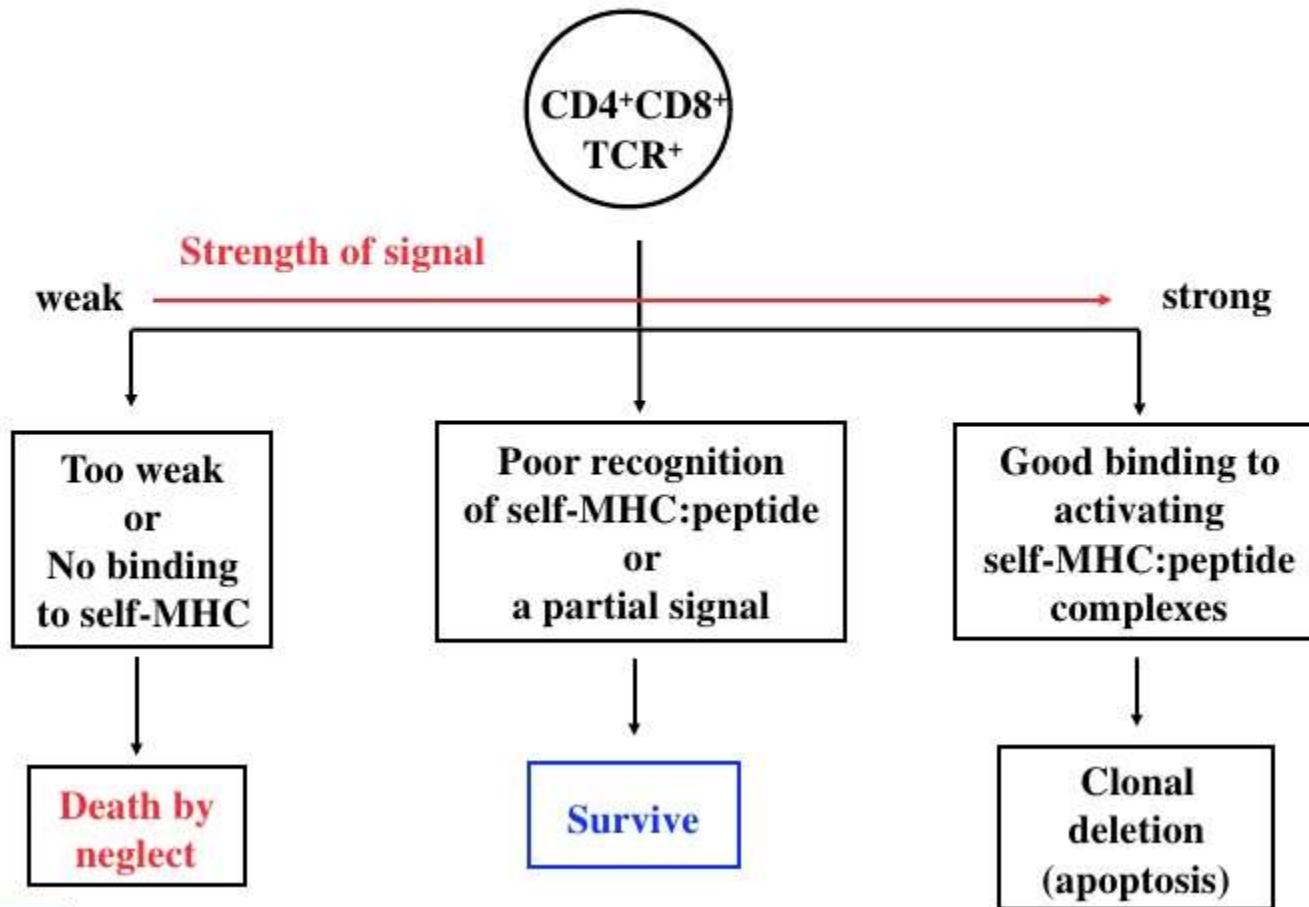 CD4⁺CD8⁺
TCR⁺
Strength of signal
weak
strong
Too weak
or
No binding
to self-MHC
Poor recognition
of self-MHC:peptide
or
a partial signal
Good binding to
activating
self-MHC:peptide
complexes
Death by
neglect
Survive
Clonal
deletion
(apoptosis)